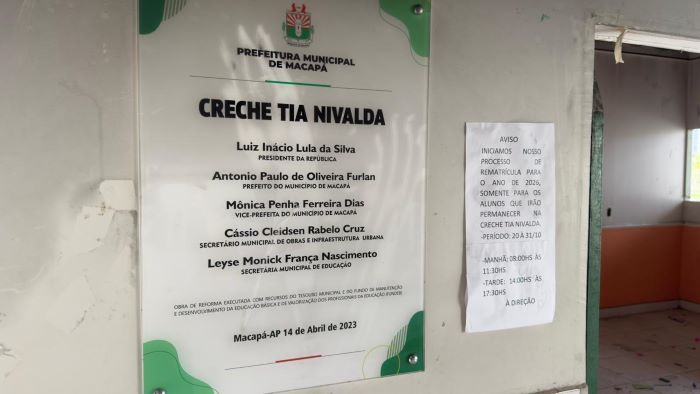 PREFEITURA MUNICIPAL
DE MACAPÁ
CRECHE TIA NIVALDA
Luiz Inácio Lula da Silva
PRESIDENTE DA REPÚBLICA
Antonio Paulo de Oliveira Furlan
PREFEITO DO MUNICÍPIO DE MACAPÁ
Mônica Penha Ferreira Dias
VICE-PREFEITA DO MUNICÍPIO DE MACAPÁ
Cássio Cleidsen Rabelo Cruz
SECRETÁRIO MUNICIPAL DE OBRAS E INFRAESTRUTURA URBANA
Leyse Monick França Nascimento
SECRETARIA MUNICIPAL DE EDUCAÇÃO
OBRA DE REFORMA EXECUTADA COM RECURSOS DO TESOURO MUNICIPAL E DO FUNDO DE MANUTENÇÃO
E DESENVOLVIMENTO DA EDUCAÇÃO BÁSICA E DE VALORIZAÇÃO DOS PROFISSIONAIS DA EDUCAÇÃO (FUNDEB)
Macapá-AP 14 de Abril de 2023
AVISO
INICIAMOS NOSSO
PROCESSO DE
REMATRÍCULA PARA
O ANO DE 2026,
SOMENTE PARA OS
ALUNOS QUE IRÃO
PERMANECER NA
CRECHE TIA NIVALDA.
-PERÍODO: 20 À 31/10
-MANHÃ: 08:00HS ÀS
11:30HS
-TARDE: 14:00HS ÀS
17:30HS
A DIREÇÃO